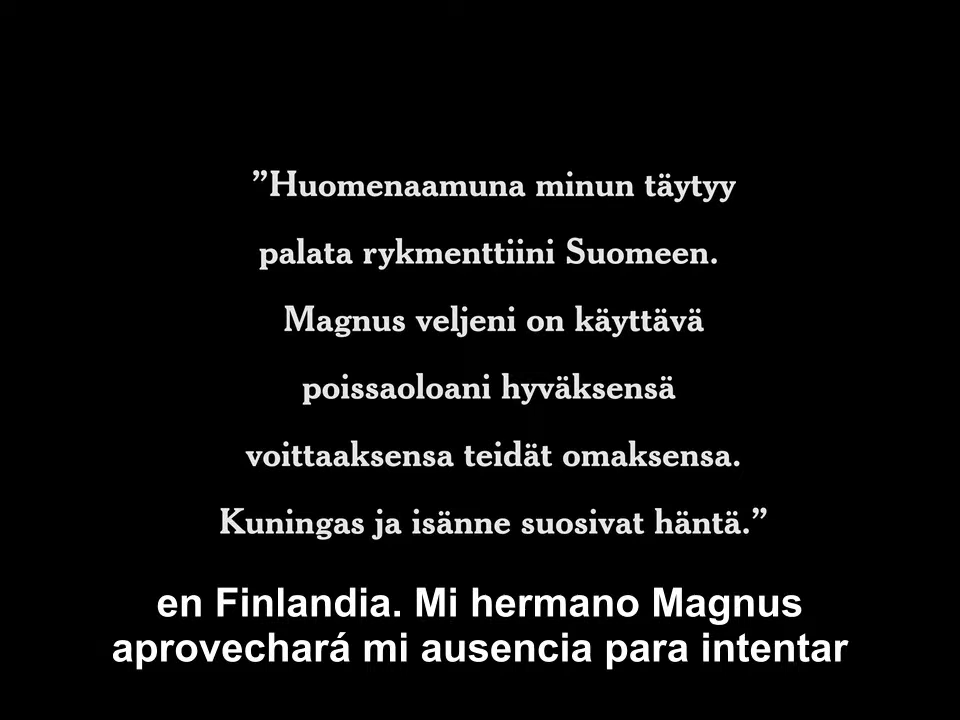 ”Huomenaamuna minun täytyy
palata rykmenttiini Suomeen.
Magnus veljeni on käyttävä
poissaoloani hyväksensä
voittaaksensa teidät omaksensa.
Kuningas ja isänne suosivat häntä.”
en Finlandia. Mi hermano Magnus
aprovechará mi ausencia para intentar